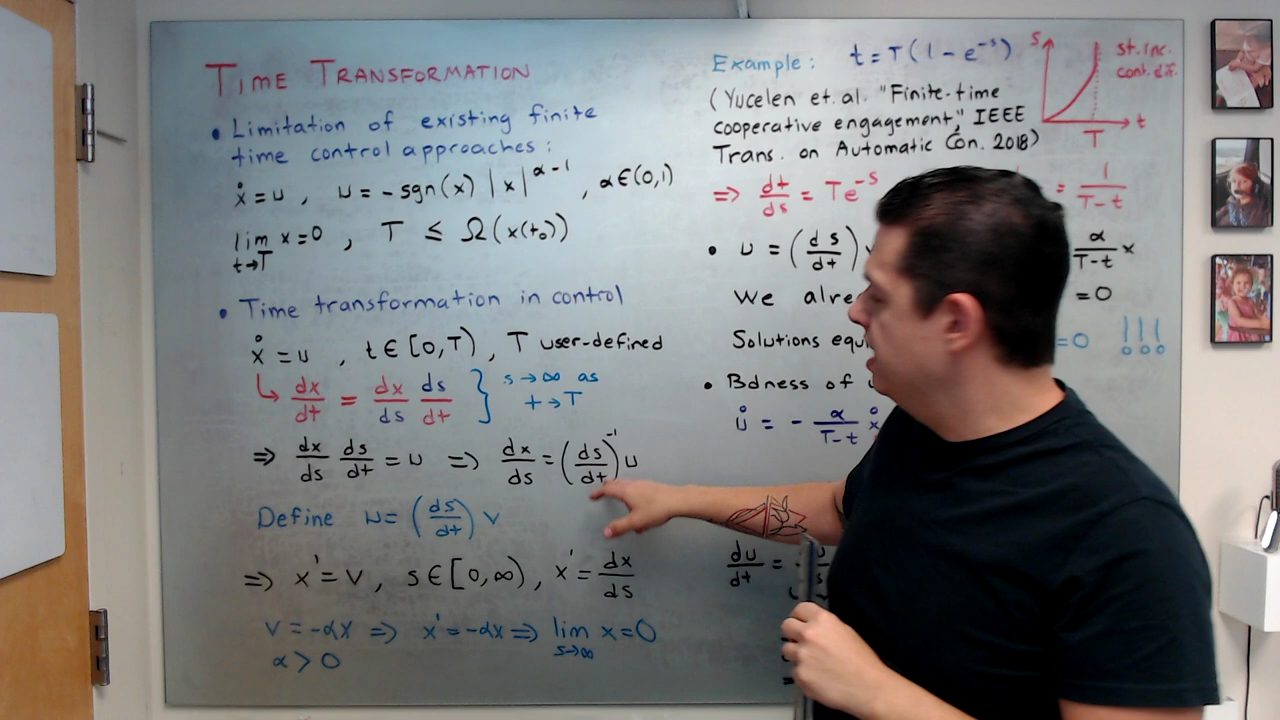 TIME TRANSFORMATION
• Limitation of existing finite
time control approaches:
ẋ = u , u = -sgn(x) |x|^(α-1) , α∈(0,1)
lim x=0 , T ≤ Ω(x(t₀))
t→T
• Time transformation in control
ẋ = u , t∈[0,T) , T user-defined
↳ dx/dt = dx/ds ds/dt } s→∞ as
t→T
⇒ dx/ds ds/dt = u ⇒ dx/ds = (ds/dt)⁻¹ u
Define u = (ds/dt) v
⇒ x' = v , s∈[0,∞) , x' = dx/ds
v = -αx ⇒ x' = -αx ⇒ lim x=0
s→∞
α > 0
Example: t = T(1 - e^(-s))
s
st. inc.
cont. dif.
t
T
(Yucelen et. al. "Finite-time
cooperative engagement," IEEE
Trans. on Automatic Con. 2018)
⇒ dt/ds = Te^(-s)
= 1/(T-t)
• u = (ds/dt)
α/(T-t) x
We
=0
Solutions
=0 !!!
• Bdness of
u̇ = - α/(T-t) ẋ
du/dt =